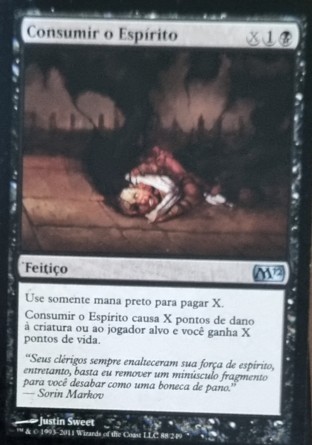 Consumir o Espírito X1
Feitiço M12
Use somente mana preto para pagar X.
Consumir o Espírito causa X pontos de dano
à criatura ou ao jogador alvo e você ganha X
pontos de vida.
"Seus clérigos sempre enalteceram sua força de espírito,
entretanto, basta eu remover um minúsculo fragmento
para você desabar como uma boneca de pano."
— Sorin Markov
Justin Sweet
™ & © 1993-2011 Wizards of the Coast LLC 88/249